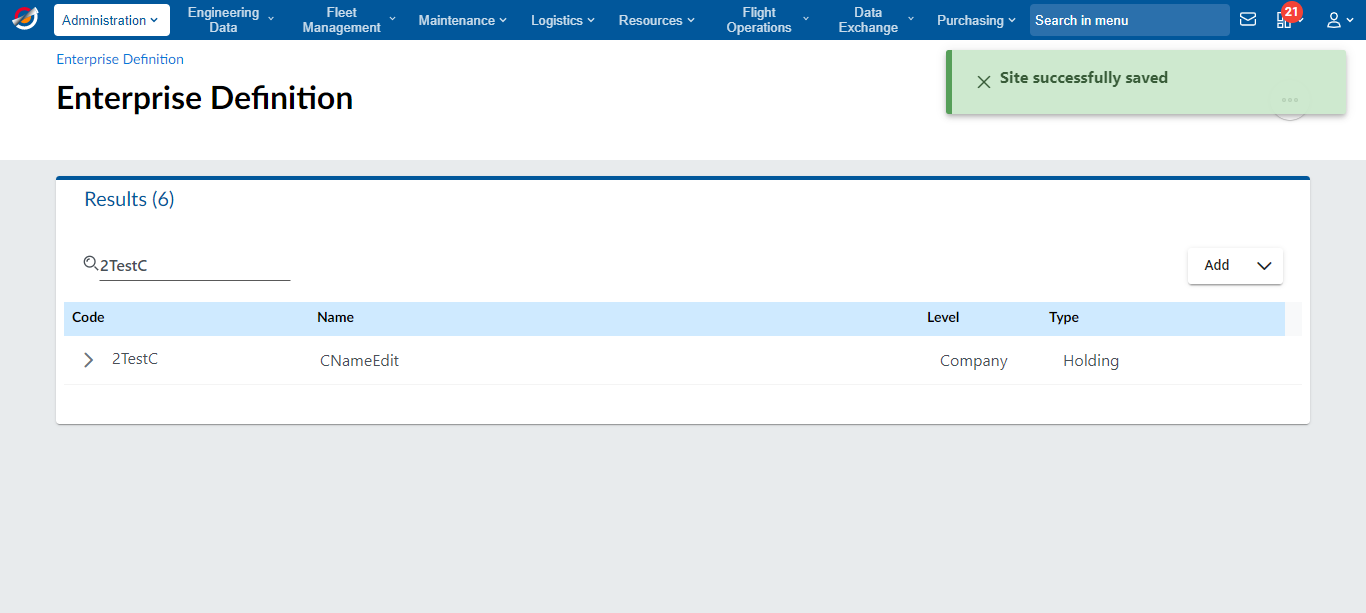 Administration
Engineering
Data
Fleet
Management
Maintenance
Logistics
Resources
Flight
Operations
Data
Exchange
Purchasing
Search in menu
21
Enterprise Definition
Enterprise Definition
Site successfully saved
Results (6)
2TestC
Add
Code Name Level Type
2TestC CNameEdit Company Holding